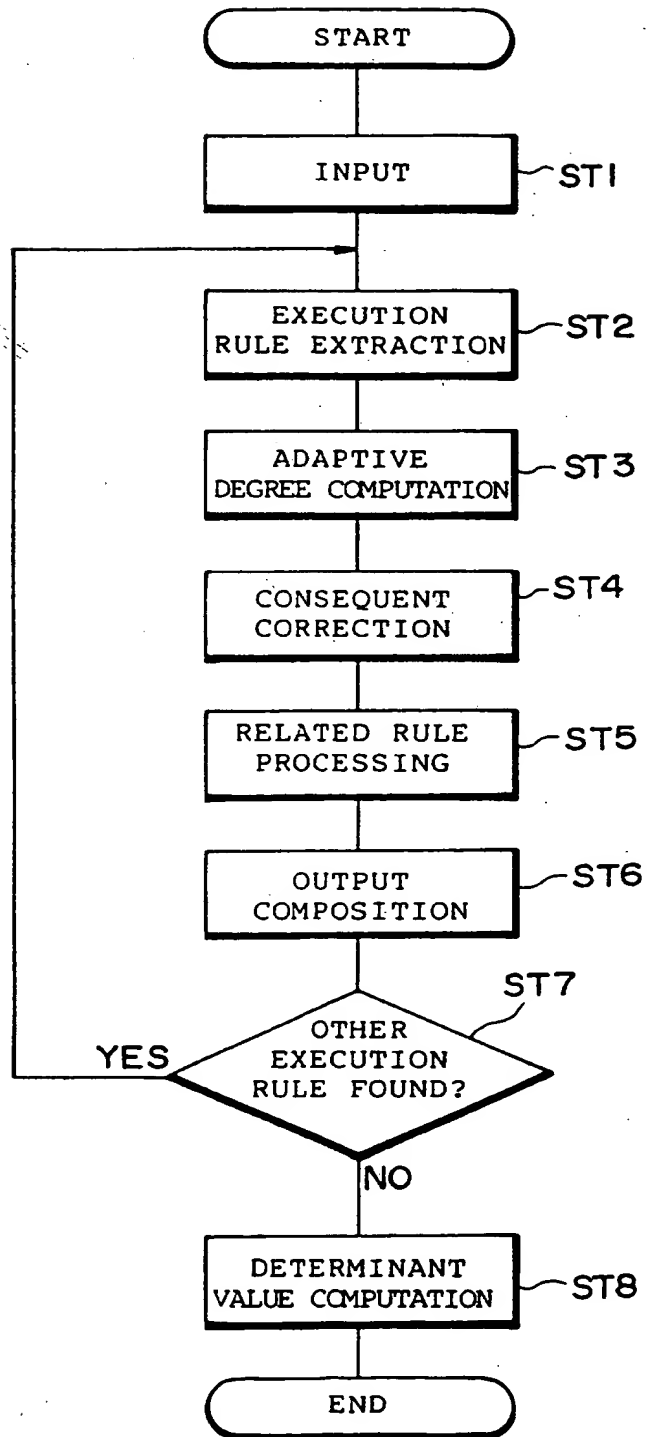 START
INPUT
ST1
EXECUTION
RULE EXTRACTION
ST2
ADAPTIVE
DEGREE COMPUTATION
ST3
CONSEQUENT
CORRECTION
ST4
RELATED RULE
PROCESSING
ST5
OUTPUT
COMPOSITION
ST6
ST7
OTHER
EXECUTION
RULE FOUND?
YES
NO
DETERMINANT
VALUE COMPUTATION
ST8
END